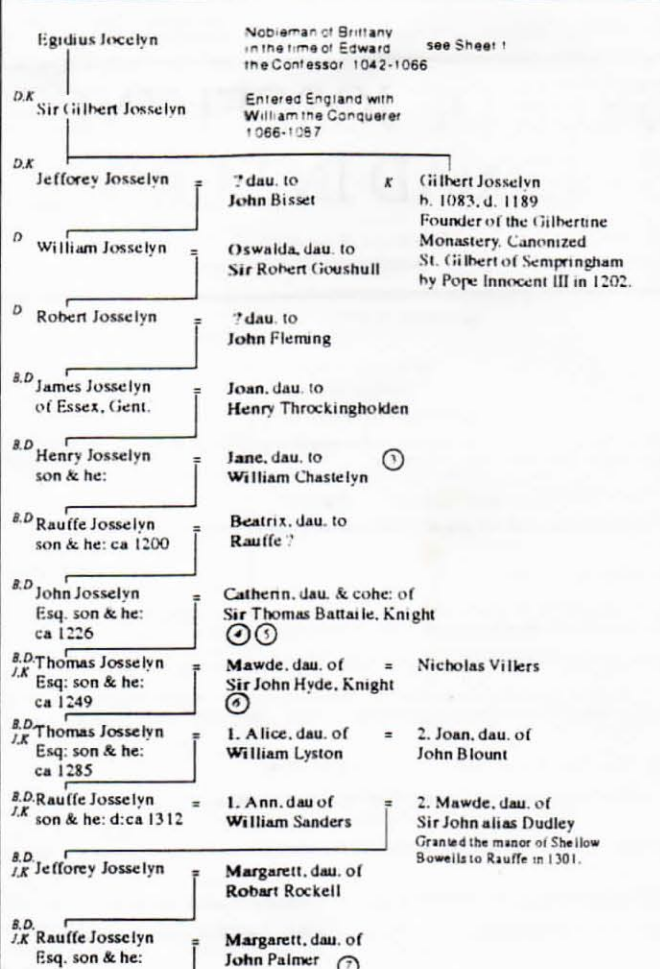 Egidius Jocelyn
Nobleman of Brittany
in the time of Edward
the Confessor 1042-1066
see Sheet 1
D.K
Sir Gilbert Josselyn
Entered England with
William the Conquerer
1066-1087
D.K
Jefforey Josselyn = ? dau. to
John Bisset
K Gilbert Josselyn
b. 1083, d. 1189
Founder of the Gilbertine
Monastery. Canonized
St. Gilbert of Sempringham
by Pope Innocent III in 1202.
D William Josselyn = Oswalda, dau. to
Sir Robert Goushull
D Robert Josselyn = ? dau. to
John Fleming
B.D James Josselyn = Joan, dau. to
of Essex, Gent. Henry Throckingholden
B.D Henry Josselyn = Jane, dau. to
son & he: William Chastelyn
B.D Rauffe Josselyn = Beatrix, dau. to
son & he: ca 1200 Rauffe ?
B.D John Josselyn = Catherin, dau. & cohe: of
Esq. son & he: Sir Thomas Battaile, Knight
ca 1226 4 5
B.D. Thomas Josselyn = Mawde, dau. of = Nicholas Villers
J.K Esq: son & he: Sir John Hyde, Knight
ca 1249 6
B.D. Thomas Josselyn = 1. Alice, dau. of = 2. Joan, dau. of
J.K Esq: son & he: William Lyston John Blount
ca 1285
B.D. Rauffe Josselyn = 1. Ann, dau of = 2. Mawde, dau. of
J.K son & he: d:ca 1312 William Sanders Sir John alias Dudley
Granted the manor of Shellow
Bowells to Rauffe in 1301.
B.D.
J.K Jefforey Josselyn = Margarett, dau. of
Robart Rockell
B.D.
J.K Rauffe Josselyn = Margarett, dau. of
Esq. son & he: John Palmer 7